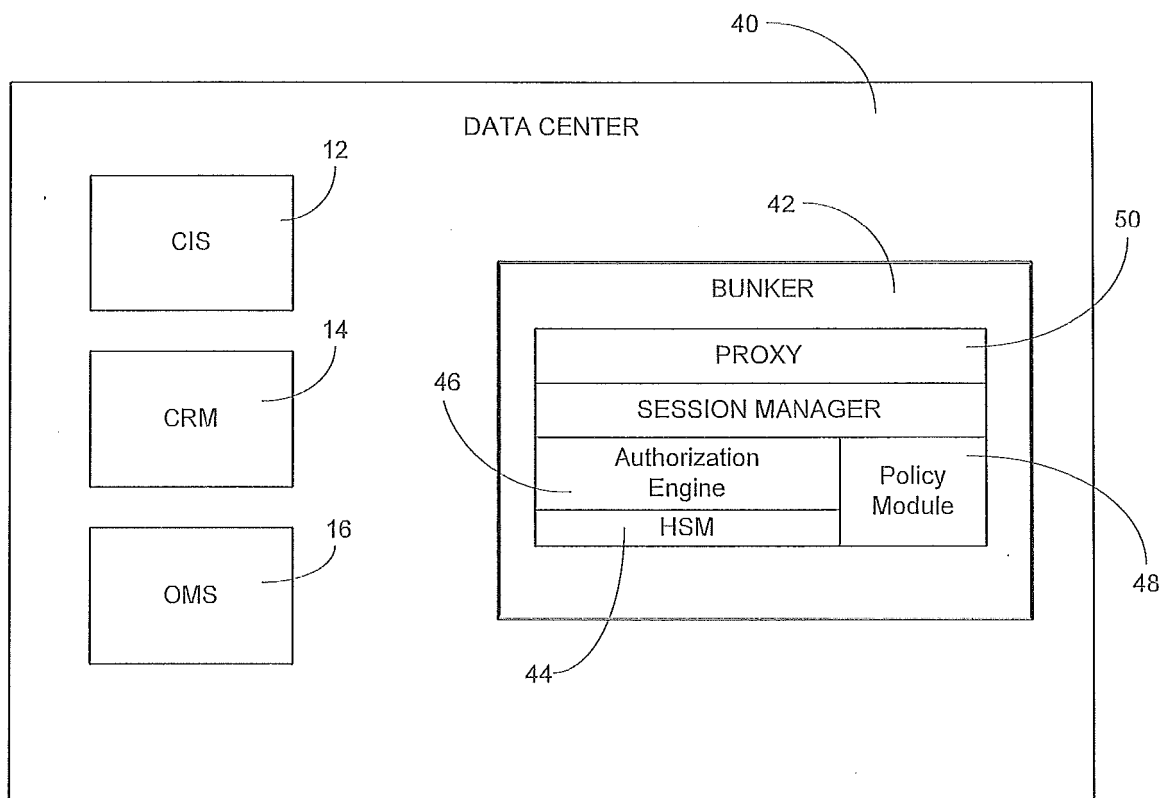 40
DATA CENTER
12
CIS
42
50
BUNKER
14
PROXY
CRM
46
SESSION MANAGER
Authorization
Engine
Policy
Module
HSM
16
OMS
48
44